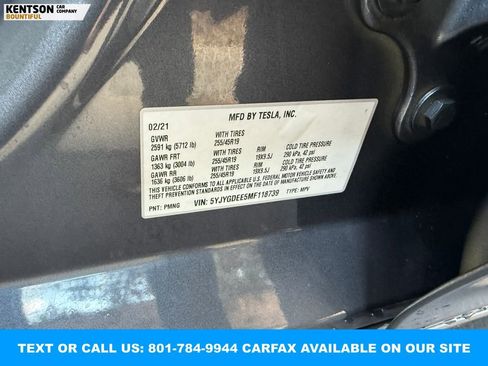 KENTSON CAR COMPANY
BOUNTIFUL
MFD BY TESLA, INC.
02/21
GVWR WITH TIRES
2591 kg (5712 lb) 255/45R19
GAWR FRT WITH TIRES RIM COLD TIRE PRESSURE
1363 kg (3004 lb) 255/45R19 19X9.5J 290 kPa, 42 psi
GAWR RR WITH TIRES RIM COLD TIRE PRESSURE
1636 kg (3606 lb) 255/45R19 19X9.5J 290 kPa, 42 psi
THIS VEHICLE CONFORMS TO ALL APPLICABLE U.S. FEDERAL MOTOR VEHICLE SAFETY AND
THEFT PREVENTION STANDARDS IN EFFECT ON THE DATE OF MANUFACTURE SHOWN ABOVE.
PNT: PMNG VIN: 5YJYGDEE5MF118739 TYPE: MPV
TEXT OR CALL US: 801-784-9944 CARFAX AVAILABLE ON OUR SITE